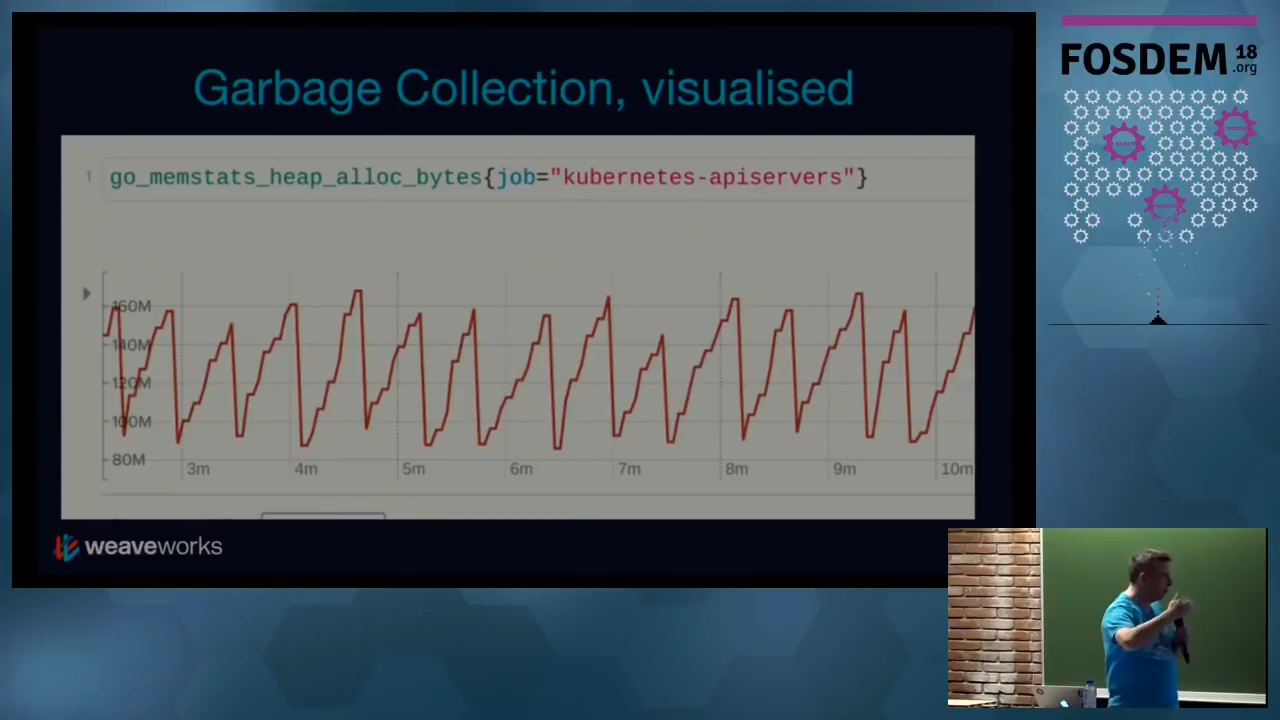 Garbage Collection, visualised
1 go_memstats_heap_alloc_bytes{job="kubernetes-apiservers"}
160M
140M
120M
100M
80M
3m 4m 5m 6m 7m 8m 9m 10m
weaveworks
FOSDEM 18
.org